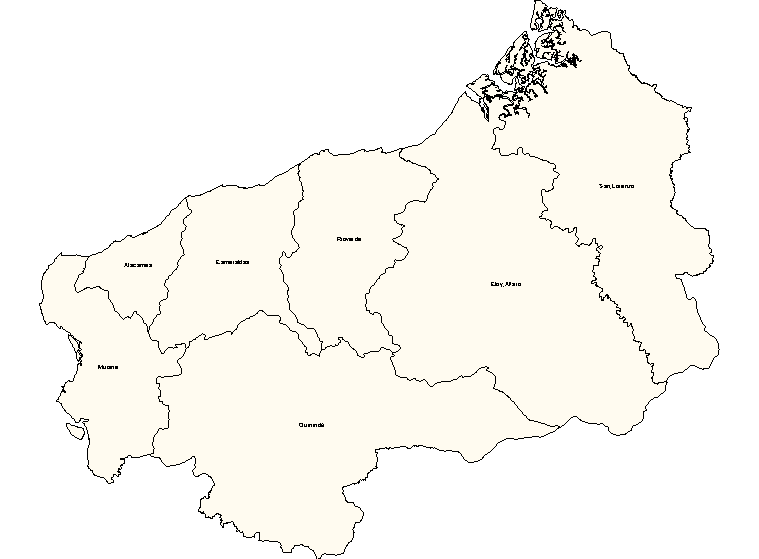 San Lorenzo
Rioverde
Esmeraldas
Atacames
Eloy Alfaro
Muisne
Quinindé